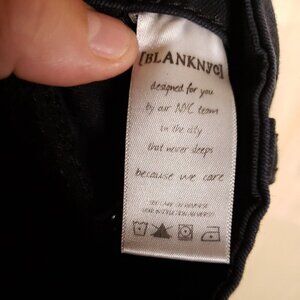 [BLANKNYC]
designed for you
by our NYC team
in the city
that never sleeps
because we care